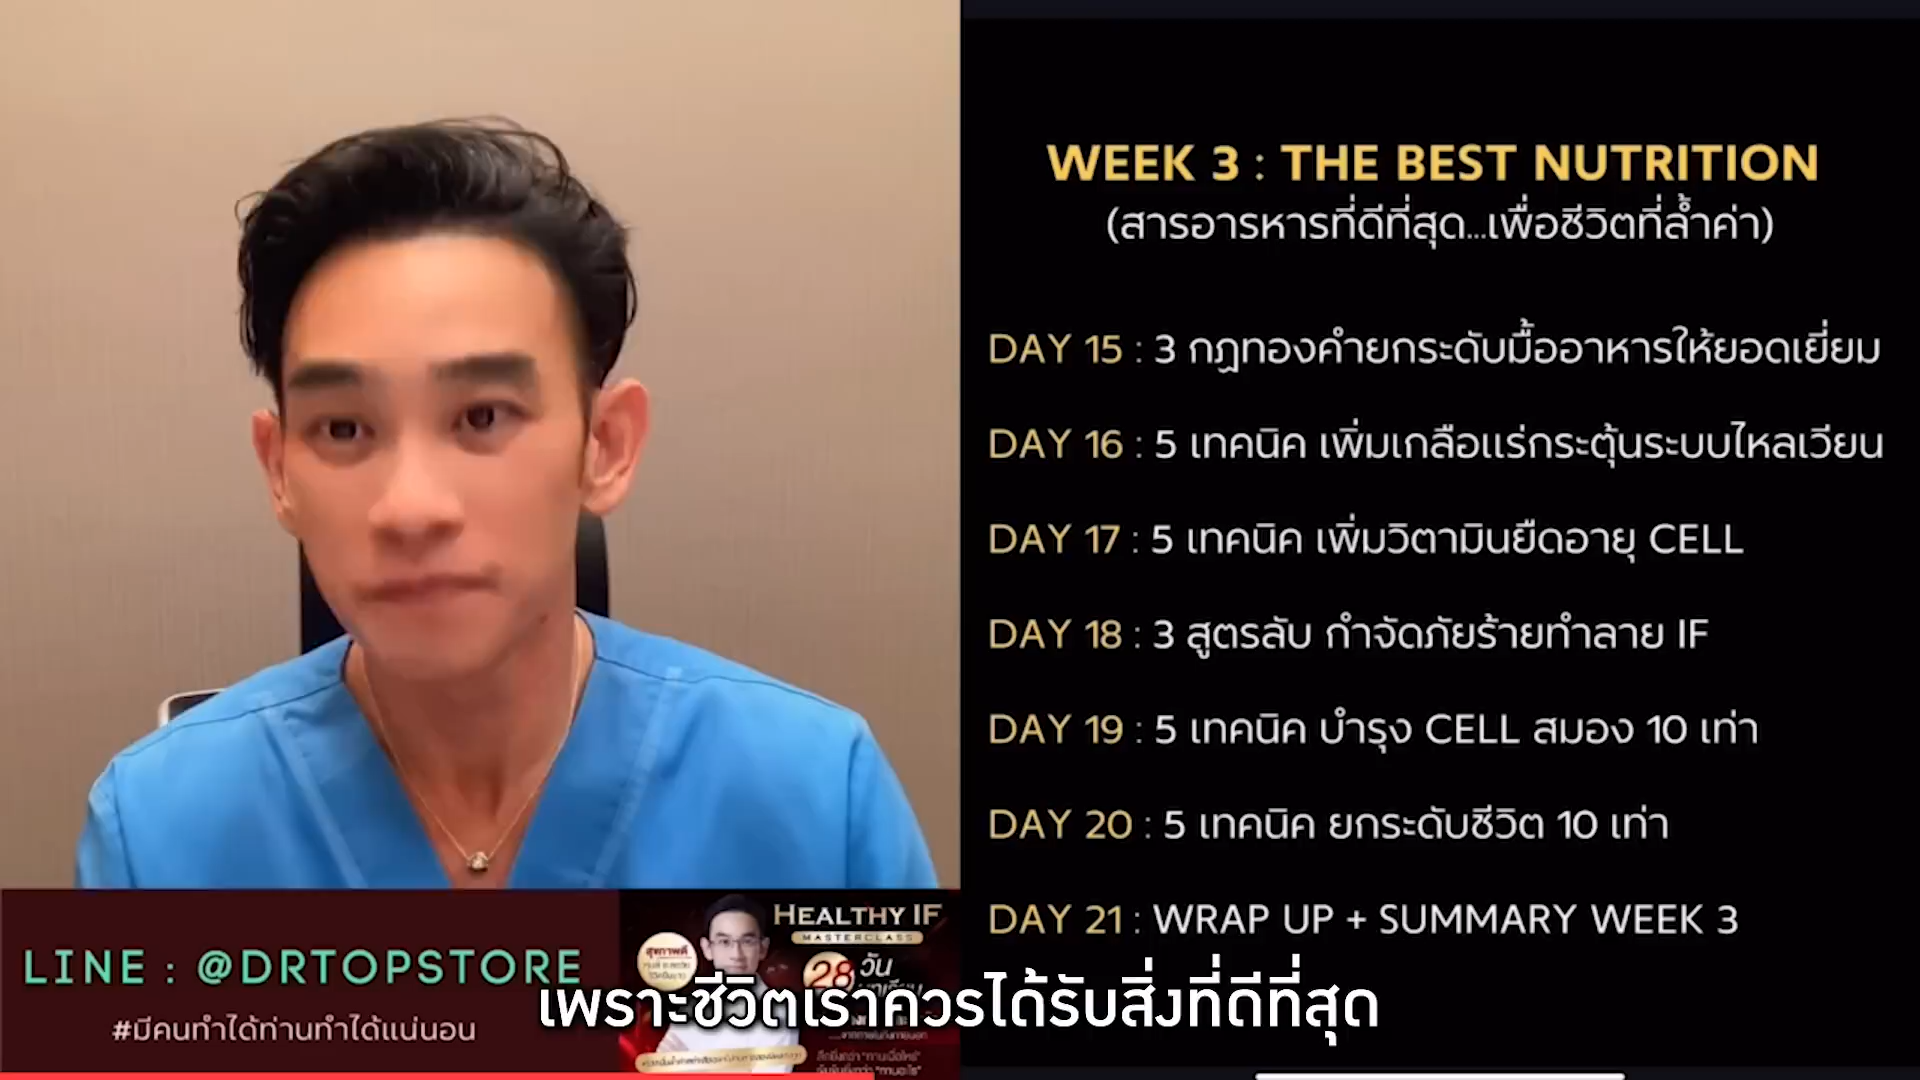 WEEK 3 : THE BEST NUTRITION
(สารอารหารที่ดีที่สุด...เพื่อชีวิตที่ล้ำค่า)
DAY 15 : 3 กฏทองคำยกระดับมื้ออาหารให้ยอดเยี่ยม
DAY 16 : 5 เทคนิค เพิ่มเกลือแร่กระตุ้นระบบไหลเวียน
DAY 17 : 5 เทคนิค เพิ่มวิตามินยืดอายุ CELL
DAY 18 : 3 สูตรลับ กำจัดภัยร้ายทำลาย IF
DAY 19 : 5 เทคนิค บำรุง CELL สมอง 10 เท่า
DAY 20 : 5 เทคนิค ยกระดับชีวิต 10 เท่า
DAY 21 : WRAP UP + SUMMARY WEEK 3
LINE : @DRTOPSTORE
#มีคนทำได้ท่านทำได้แน่นอน
HEALTHY IF
MASTERCLASS
สุขภาพดี
28 วัน
เพราะชีวิตเราควรได้รับสิ่งที่ดีที่สุด